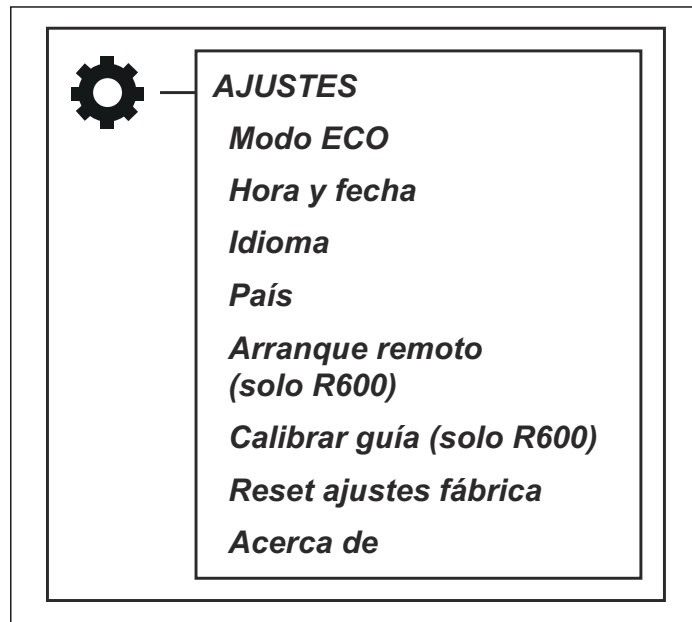 AJUSTES
Modo ECO
Hora y fecha
Idioma
País
Arranque remoto
(solo R600)
Calibrar guía (solo R600)
Reset ajustes fábrica
Acerca de